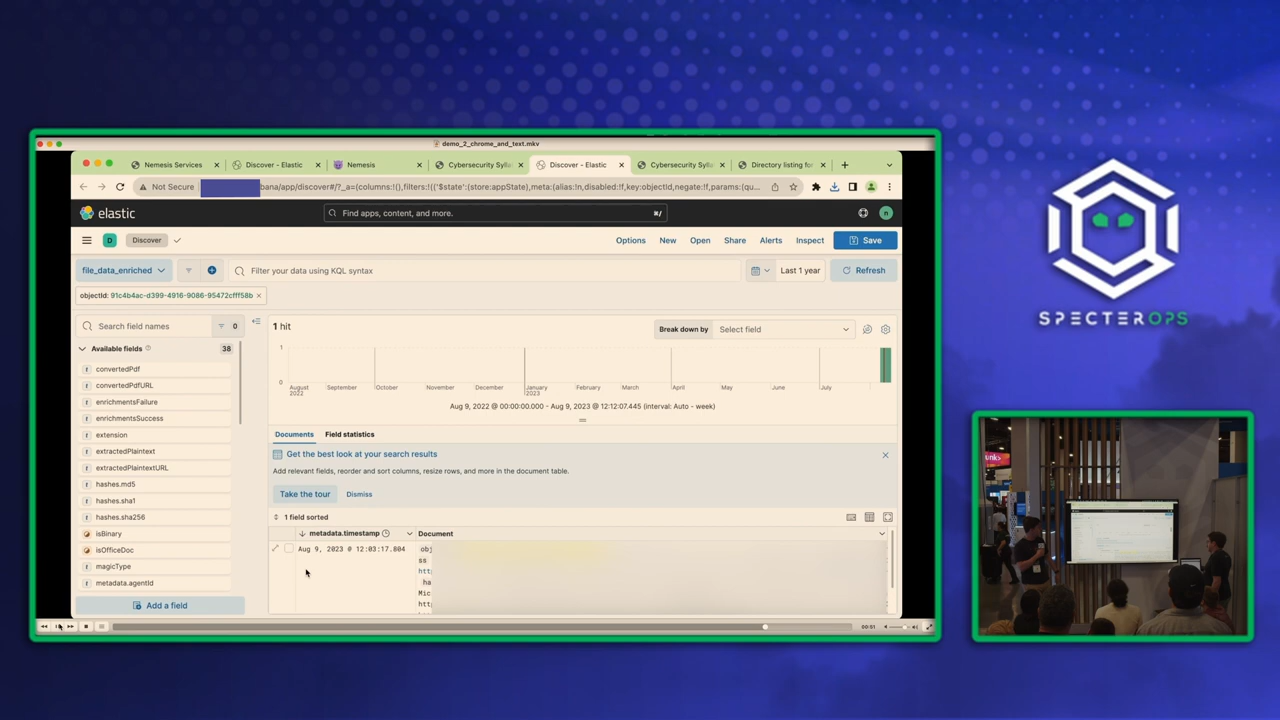 demo_2_chrome_and_text.mkv
Nemesis Services
Discover - Elastic
Nemesis
Cybersecurity Sylla
Discover - Elastic
Cybersecurity Sylla
Directory listing for
Not Secure
bana/app/discover#/?_a=(columns:!(),filters:!(('$state':(store:appState),meta:(alias:!n,disabled:!f,key:objectId,negate:!f,params:(qu...
elastic
Find apps, content, and more.
⌘/
n
D
Discover
Options
New
Open
Share
Alerts
Inspect
Save
file_data_enriched
Filter your data using KQL syntax
Last 1 year
Refresh
objectId: 91c4b4ac-d399-4916-9086-95472cfff58b ×
Search field names
0
1 hit
Break down by
Select field
Available fields
38
1
0
August
2022
September
October
November
December
January
2023
February
March
April
May
June
July
Aug 9, 2022 @ 00:00:00.000 - Aug 9, 2023 @ 12:12:07.445 (interval: Auto - week)
t convertedPdf
t convertedPdfURL
t enrichmentsFailure
t enrichmentsSuccess
t extension
t extractedPlaintext
t extractedPlaintextURL
t hashes.md5
t hashes.sha1
t hashes.sha256
isBinary
isOfficeDoc
t magicType
t metadata.agentId
Add a field
Documents
Field statistics
Get the best look at your search results
Add relevant fields, reorder and sort columns, resize rows, and more in the document table.
Take the tour
Dismiss
1 field sorted
metadata.timestamp
Document
Aug 9, 2023 @ 12:03:17.804
obj
ss
htt
ha
Mic
htt
00:51
SPECTEROPS